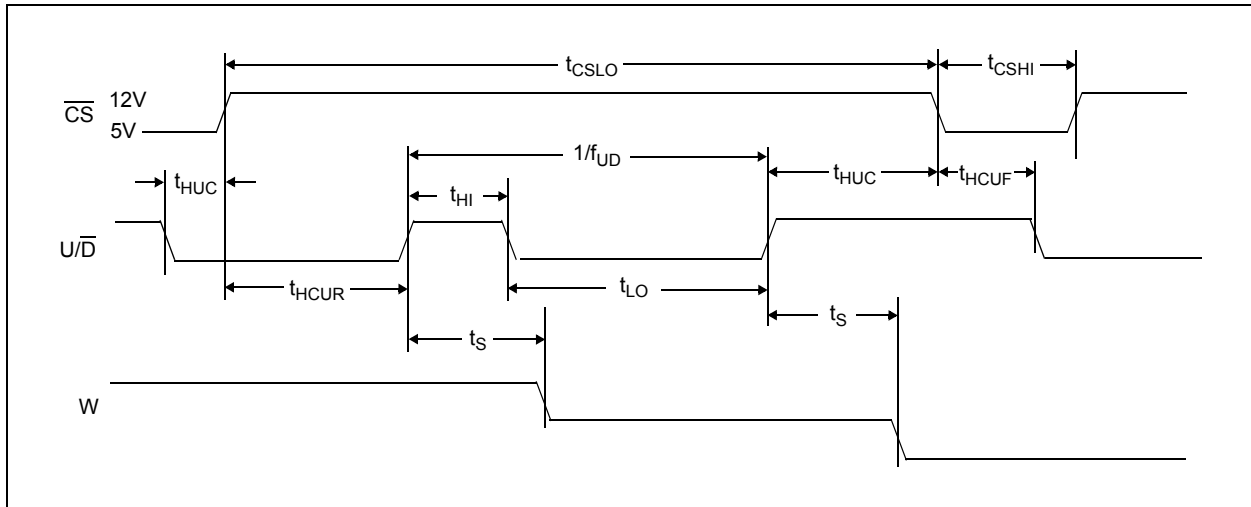 tCSLO
tCSHI
CS 12V
5V
1/fUD
tHUC
tHI
tHUC
tHCUF
U/D
tHCUR
tLO
tS
tS
W